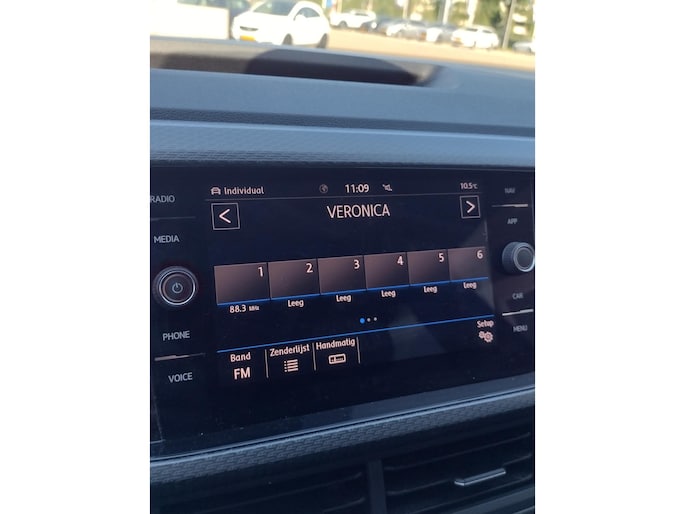 RADIO
Individual 11:09 10.5°C
NAV
< VERONICA >
MEDIA
APP
1 2 3 4 5 6
88.3 MHz Leeg Leeg Leeg Leeg Leeg
CAR
PHONE
Setup
MENU
Band Zenderlijst Handmatig
FM
VOICE